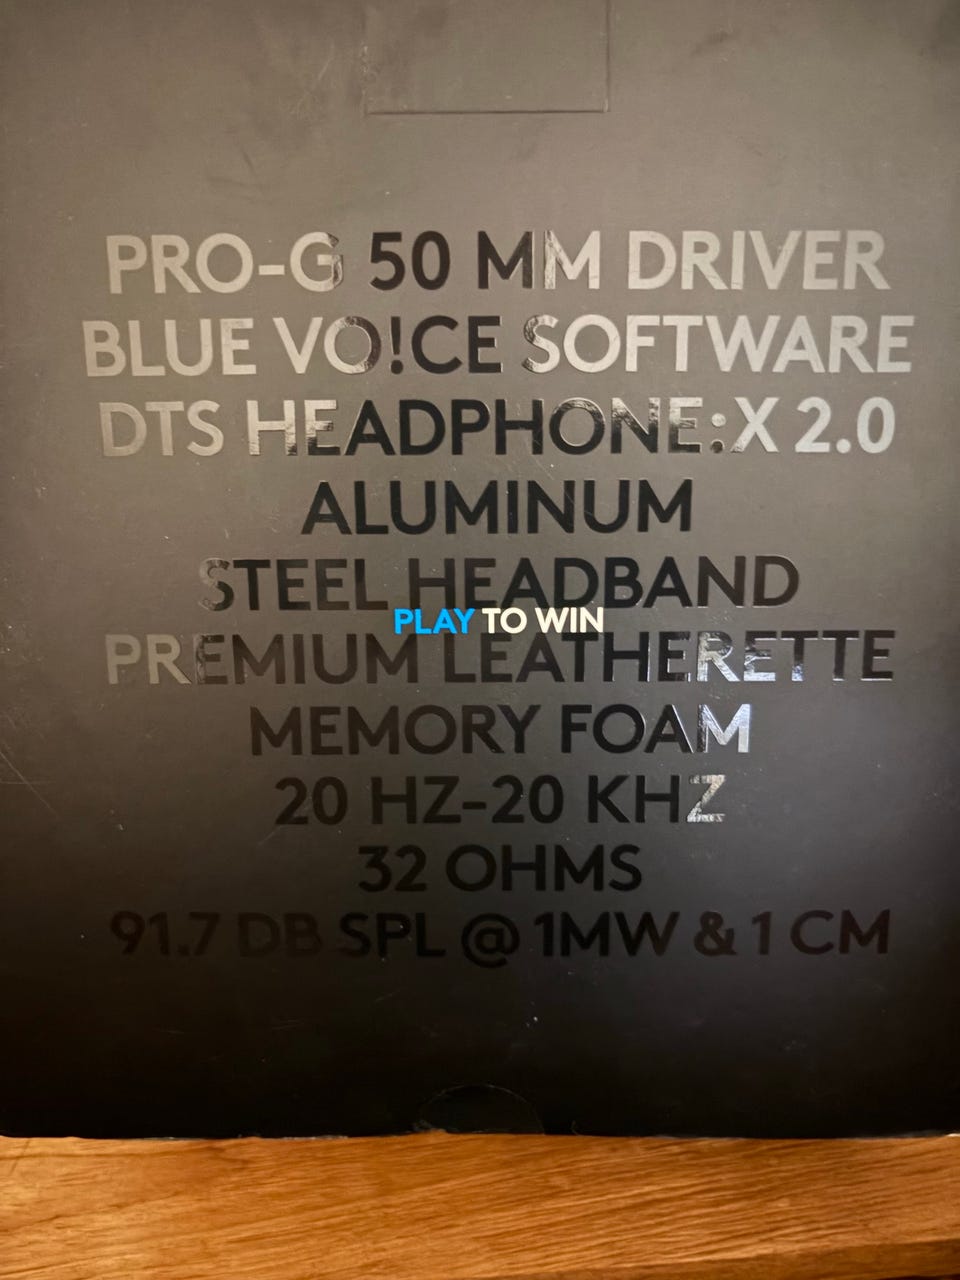 PRO-G 50 MM DRIVER
BLUE VO!CE SOFTWARE
DTS HEADPHONE:X 2.0
ALUMINUM
STEEL HEADBAND
PLAY TO WIN
PREMIUM LEATHERETTE
MEMORY FOAM
20 HZ-20 KHZ
32 OHMS
91.7 DB SPL @ 1MW & 1 CM